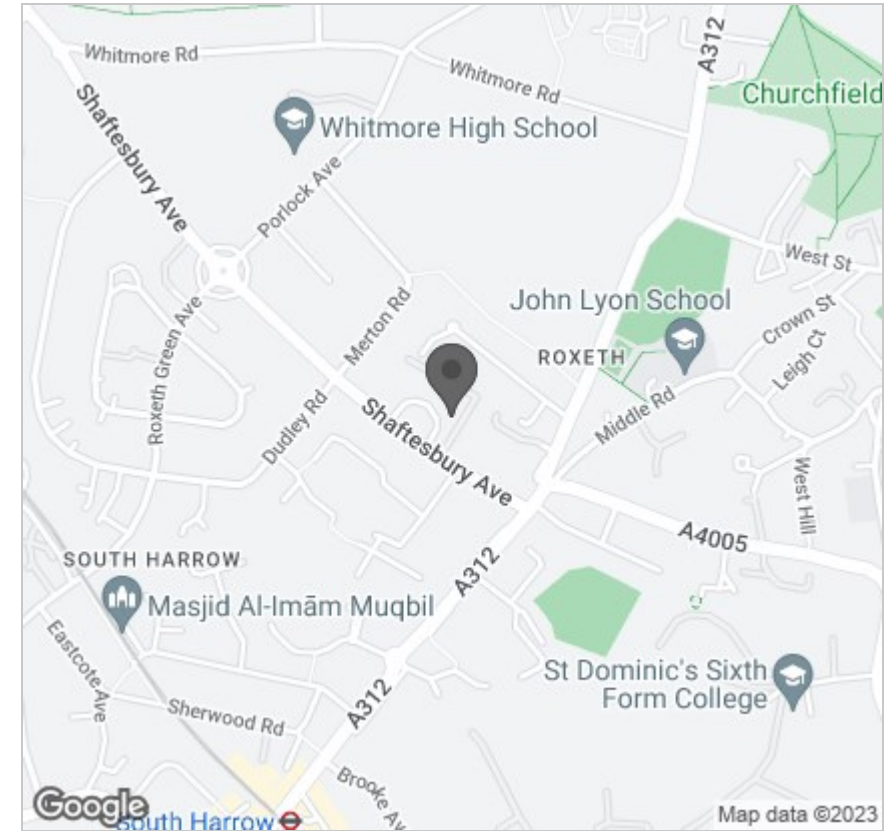 Whitmore Rd
A312
Whitmore Rd
Churchfield
Shaftesbury Ave
Whitmore High School
Porlock Ave
West St
John Lyon School
Crown St
Merton Rd
Leigh Ct
ROXETH
Roxeth Green Ave
Middle Rd
Dudley Rd
Shaftesbury Ave
West Hill
A4005
SOUTH HARROW
A312
Masjid Al-Imām Muqbil
Eastcote Ave
St Dominic's Sixth
Form College
A312
Sherwood Rd
Brooke Av
Google
South Harrow
Map data ©2023